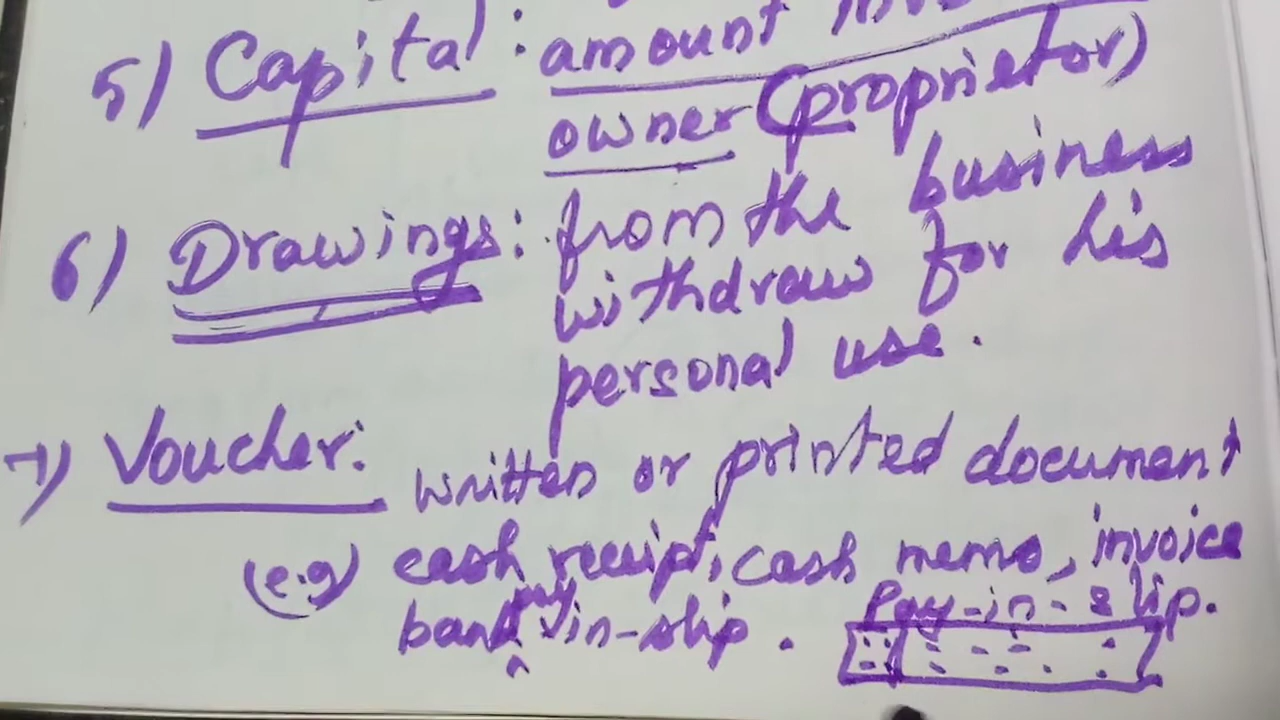 5) Capital : amount
owner (proprietor)
6) Drawings : from the business
withdraw for his
personal use.
7) Voucher : written or printed document
(e.g) cash receipt, cash memo, invoice
bank pay in-slip. Pay-in-slip.